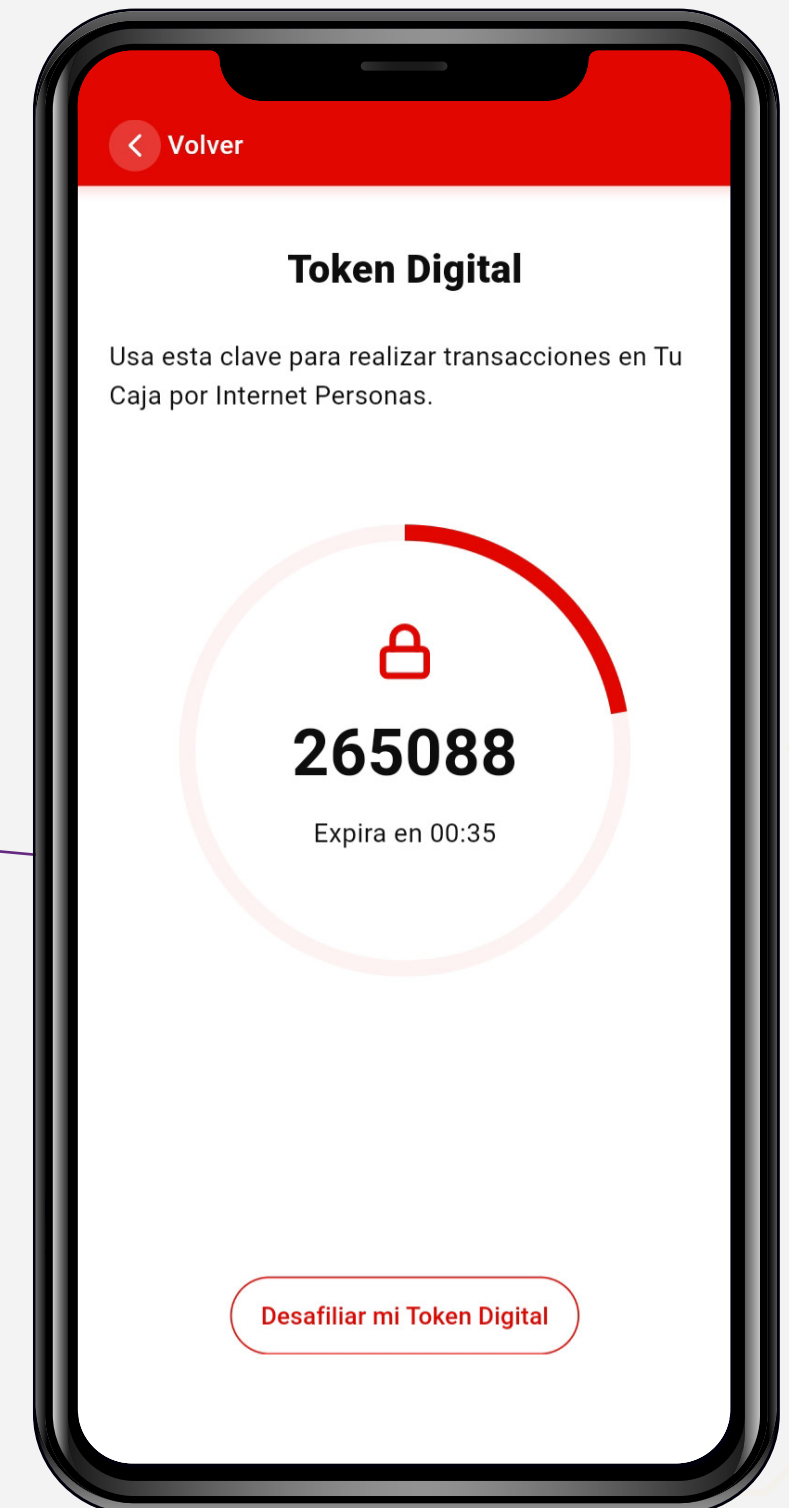 Volver
Token Digital
Usa esta clave para realizar transacciones en Tu
Caja por Internet Personas.
265088
Expira en 00:35
Desafiliar mi Token Digital